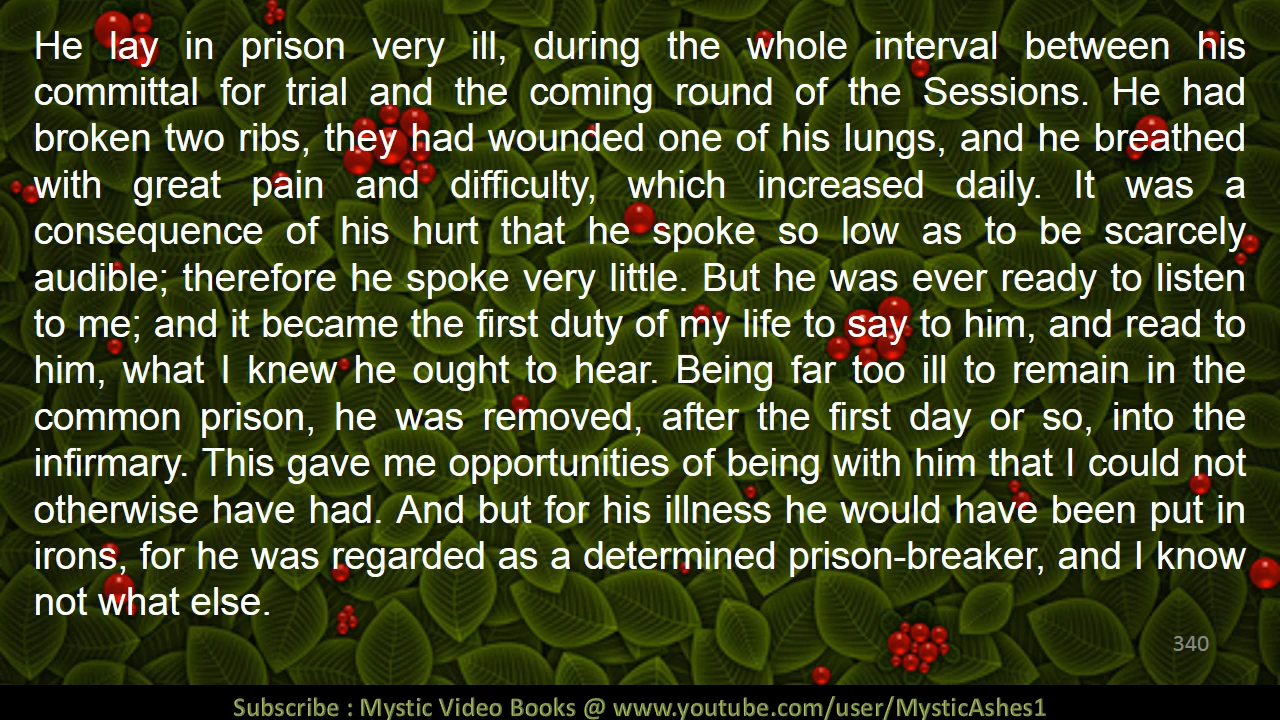 He lay in prison very ill, during the whole interval between his
committal for trial and the coming round of the Sessions. He had
broken two ribs, they had wounded one of his lungs, and he breathed
with great pain and difficulty, which increased daily. It was a
consequence of his hurt that he spoke so low as to be scarcely
audible; therefore he spoke very little. But he was ever ready to listen
to me; and it became the first duty of my life to say to him, and read to
him, what I knew he ought to hear. Being far too ill to remain in the
common prison, he was removed, after the first day or so, into the
infirmary. This gave me opportunities of being with him that I could not
otherwise have had. And but for his illness he would have been put in
irons, for he was regarded as a determined prison-breaker, and I know
not what else.
340
Subscribe : Mystic Video Books @ www.youtube.com/user/MysticAshes1